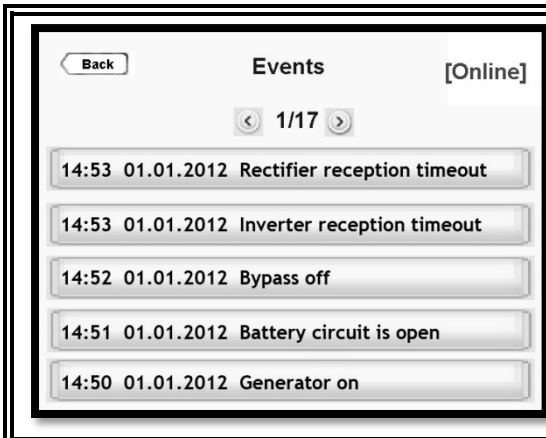 Back Events [Online]
< 1/17 >
14:53 01.01.2012 Rectifier reception timeout
14:53 01.01.2012 Inverter reception timeout
14:52 01.01.2012 Bypass off
14:51 01.01.2012 Battery circuit is open
14:50 01.01.2012 Generator on